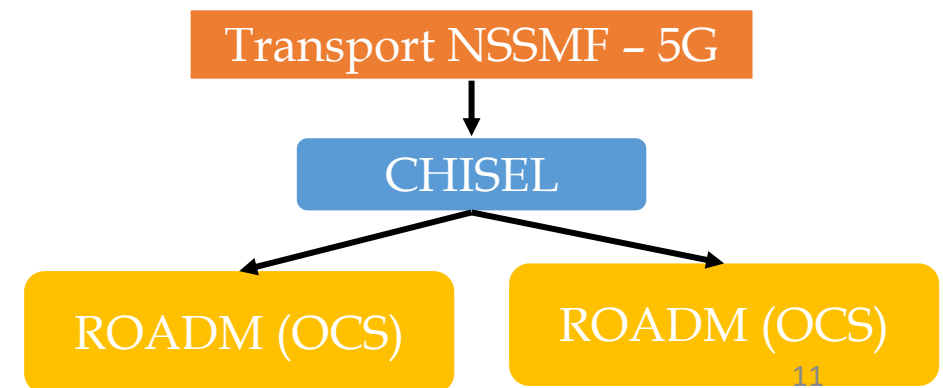 Transport NSSMF – 5G
CHISEL
ROADM (OCS)
ROADM (OCS)
11